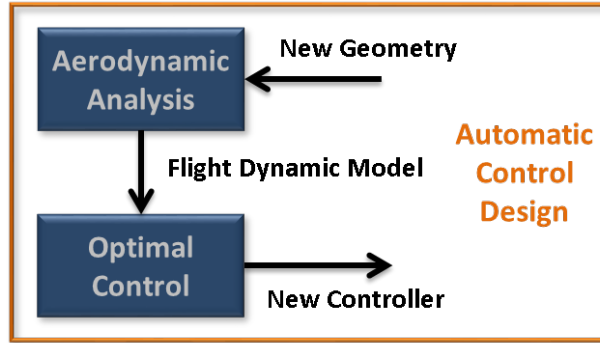 Aerodynamic
Analysis
New Geometry
Flight Dynamic Model
Automatic
Control
Design
Optimal
Control
New Controller